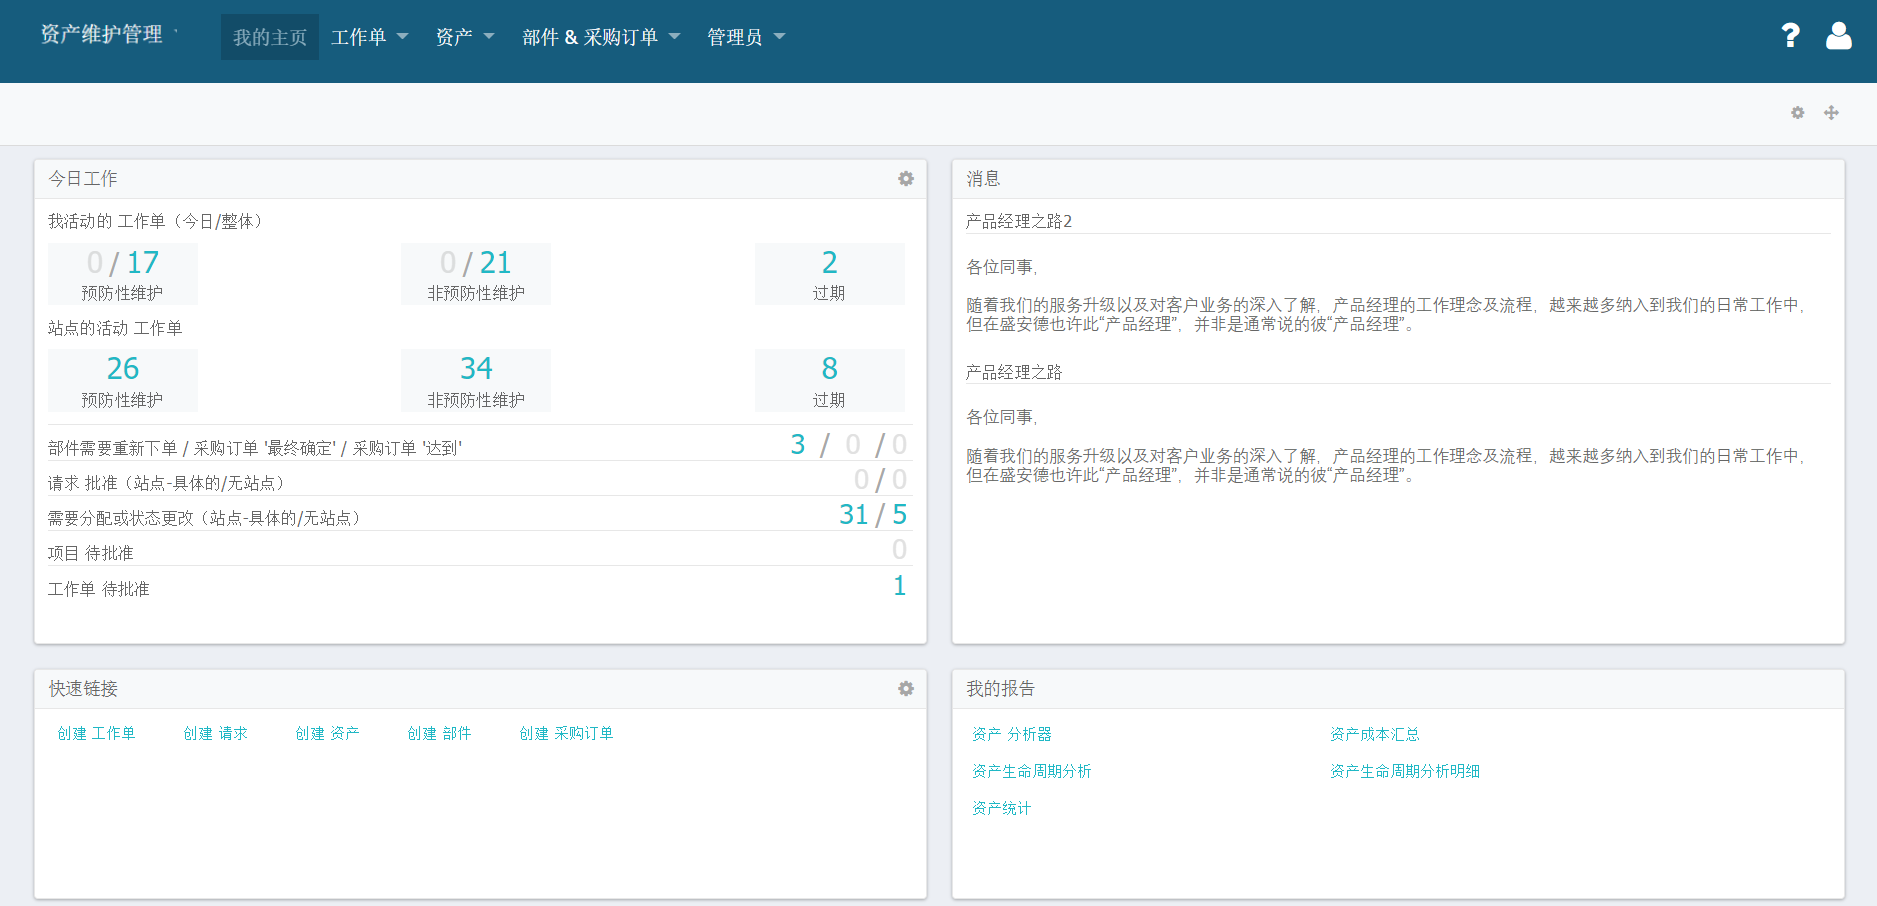 资产维护管理
我的主页 工作单 资产 部件 & 采购订单 管理员
今日工作
我活动的 工作单（今日/整体）
0 / 17 0 / 21 2
预防性维护 非预防性维护 过期
站点的活动 工作单
26 34 8
预防性维护 非预防性维护 过期
部件需要重新下单 / 采购订单 '最终确定' / 采购订单 '达到' 3 / 0 / 0
请求 批准（站点-具体的/无站点） 0 / 0
需要分配或状态更改（站点-具体的/无站点） 31 / 5
项目 待批准 0
工作单 待批准 1
消息
产品经理之路2
各位同事，
随着我们的服务升级以及对客户业务的深入了解，产品经理的工作理念及流程，越来越多纳入到我们的日常工作中，
但在盛安德也许此“产品经理”，并非是通常说的彼“产品经理”。
产品经理之路
各位同事，
随着我们的服务升级以及对客户业务的深入了解，产品经理的工作理念及流程，越来越多纳入到我们的日常工作中，
但在盛安德也许此“产品经理”，并非是通常说的彼“产品经理”。
快速链接
创建 工作单 创建 请求 创建 资产 创建 部件 创建 采购订单
我的报告
资产 分析器 资产成本汇总
资产生命周期分析 资产生命周期分析明细
资产统计